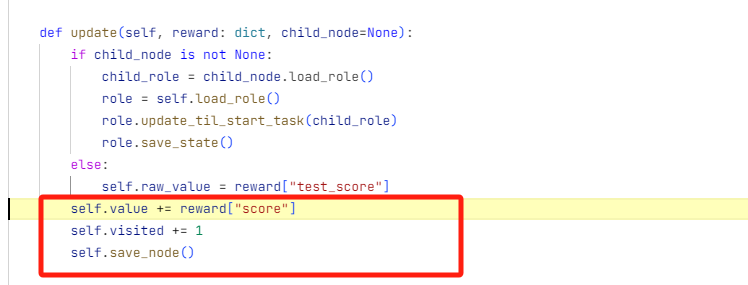 def update(self, reward: dict, child_node=None):
if child_node is not None:
child_role = child_node.load_role()
role = self.load_role()
role.update_til_start_task(child_role)
role.save_state()
else:
self.raw_value = reward["test_score"]
self.value += reward["score"]
self.visited += 1
self.save_node()